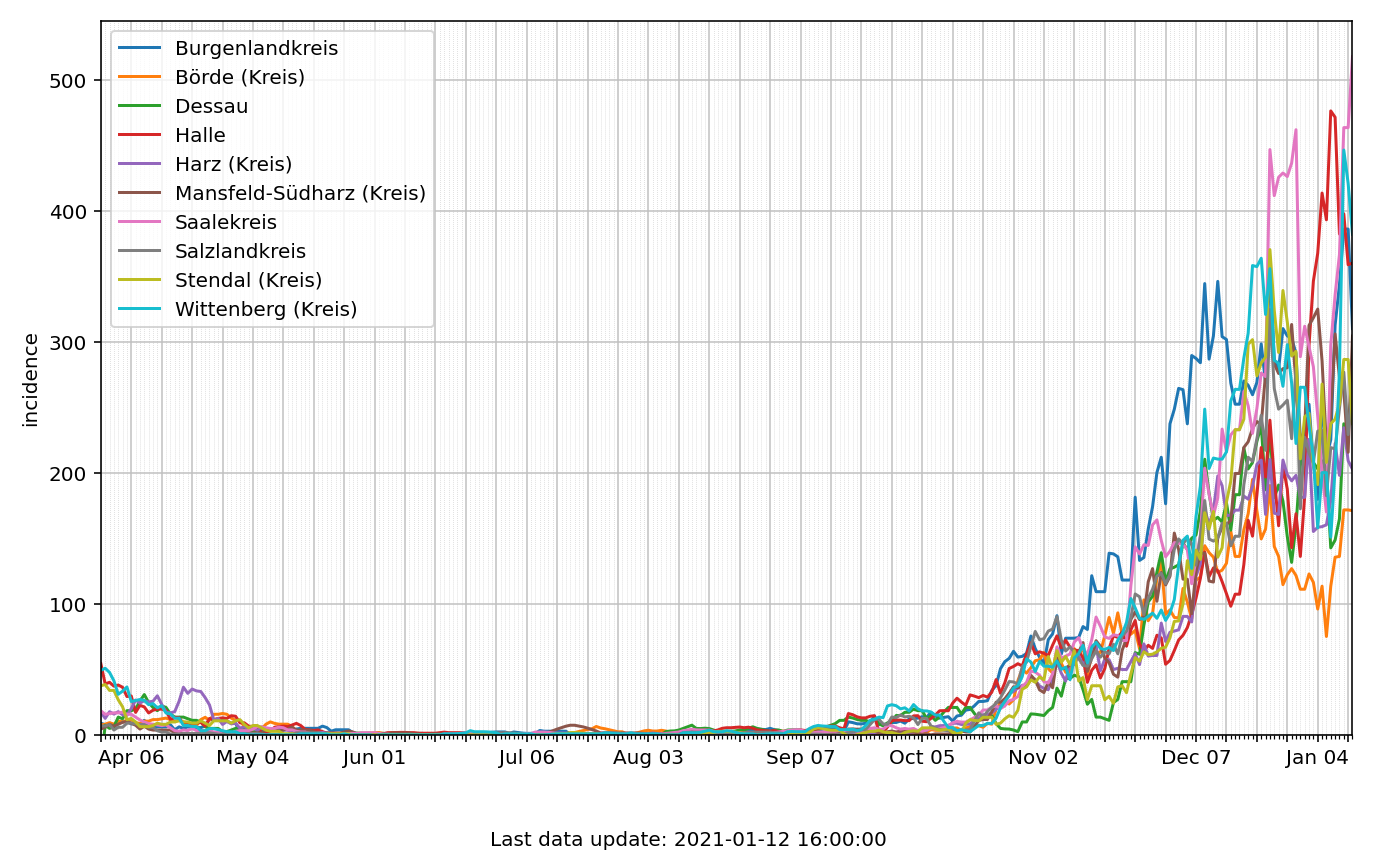 500
400
300
200
100
0
incidence
Burgenlandkreis
Börde (Kreis)
Dessau
Halle
Harz (Kreis)
Mansfeld-Südharz (Kreis)
Saalekreis
Salzlandkreis
Stendal (Kreis)
Wittenberg (Kreis)
Apr 06 May 04 Jun 01 Jul 06 Aug 03 Sep 07 Oct 05 Nov 02 Dec 07 Jan 04
Last data update: 2021-01-12 16:00:00